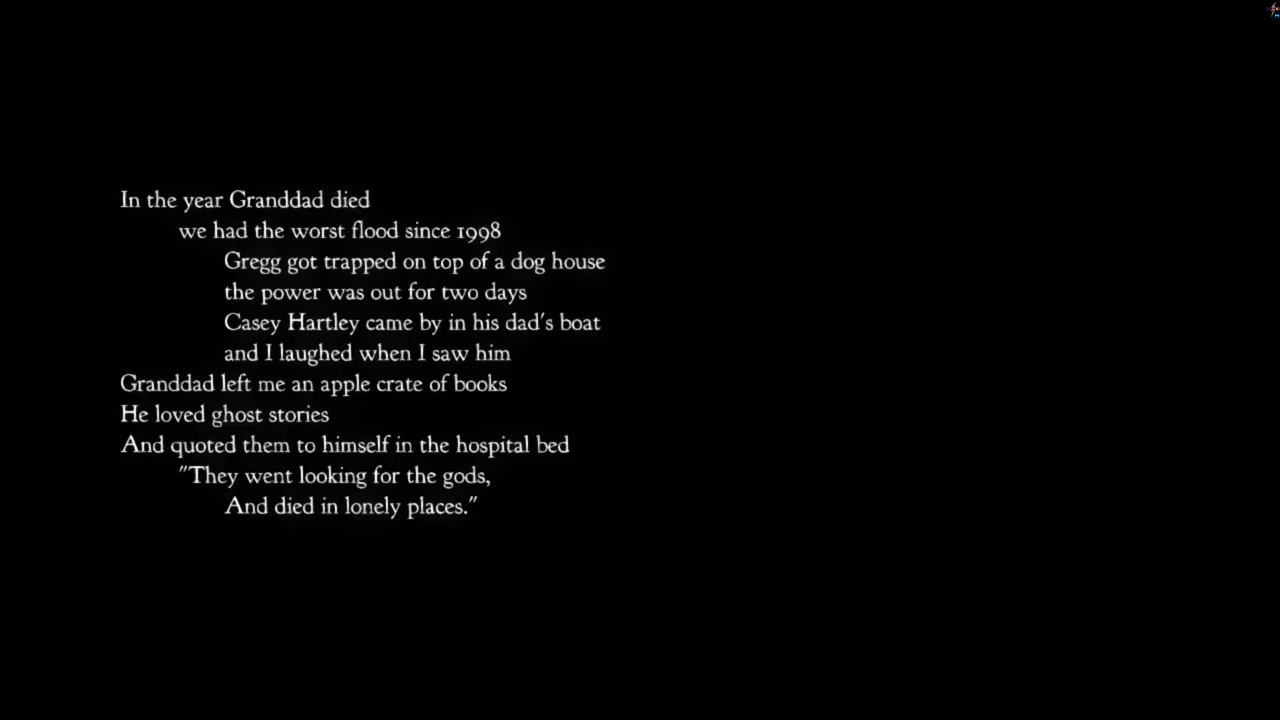 In the year Granddad died
we had the worst flood since 1998
Gregg got trapped on top of a dog house
the power was out for two days
Casey Hartley came by in his dad's boat
and I laughed when I saw him
Granddad left me an apple crate of books
He loved ghost stories
And quoted them to himself in the hospital bed
"They went looking for the gods,
And died in lonely places."